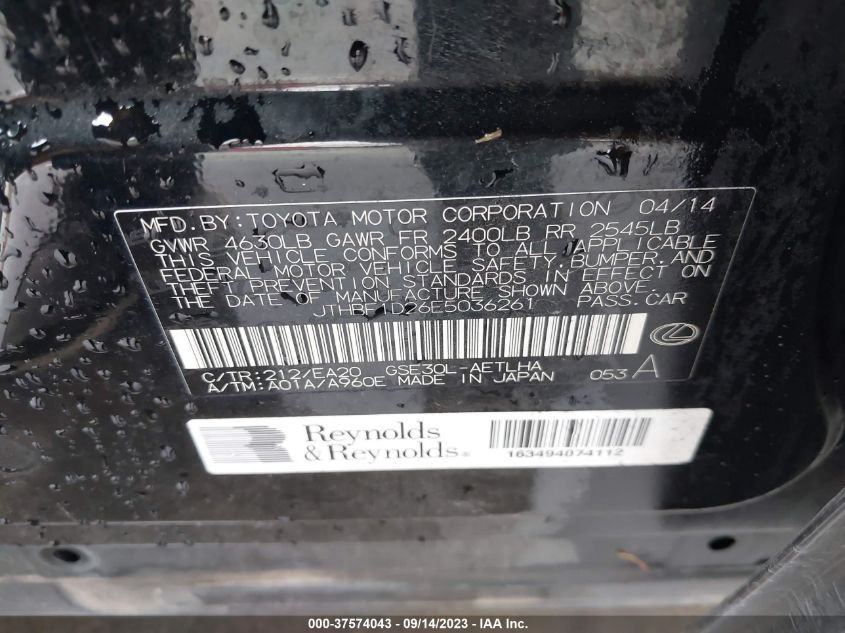 MFD.BY:TOYOTA MOTOR CORPORATION 04/14
GVWR 4630LB GAWR FR 2400LB RR 2545LB
THIS VEHICLE CONFORMS TO ALL APPLICABLE
FEDERAL MOTOR VEHICLE SAFETY, BUMPER, AND
THEFT PREVENTION STANDARDS IN EFFECT ON
THE DATE OF MANUFACTURE SHOWN ABOVE.
JTHBF1D26E5036261 PASS.CAR
C/TR:212/EA20 GSE30L-AETLHA
A/TM:A01A/A960E MADE IN JAPAN 053 A
Reynolds
&Reynolds®
163494074112
000-37574043 — 09/14/2023 — IAA Inc.